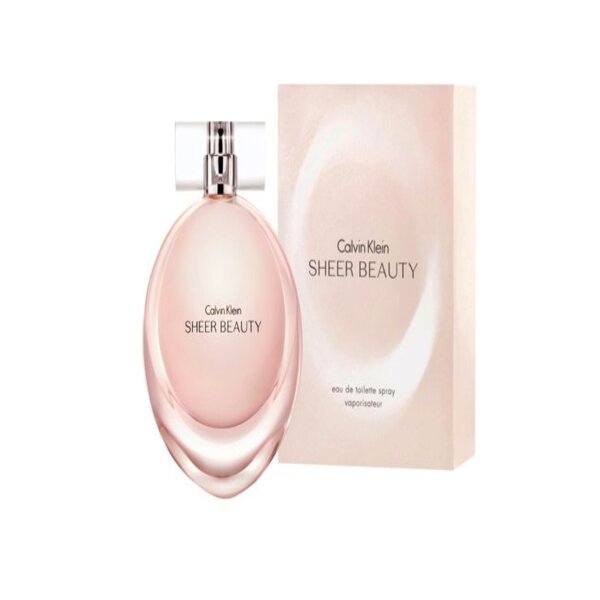 Calvin Klein
SHEER BEAUTY
Calvin Klein
SHEER BEAUTY
eau de toilette spray
vaporisateur